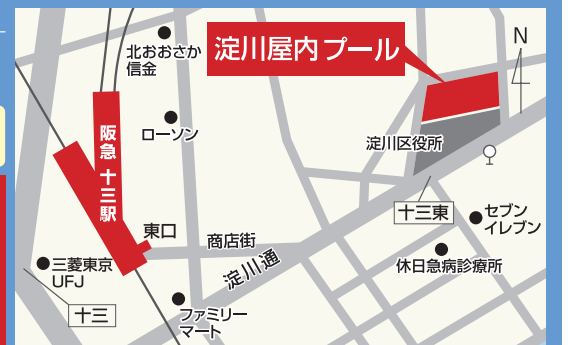 北おおさか
信金
淀川屋内プール
N
ローソン
阪急 十三駅
淀川区役所
東口
商店街
十三東
セブン
イレブン
三菱東京
UFJ
淀川通
休日急病診療所
十三
ファミリー
マート